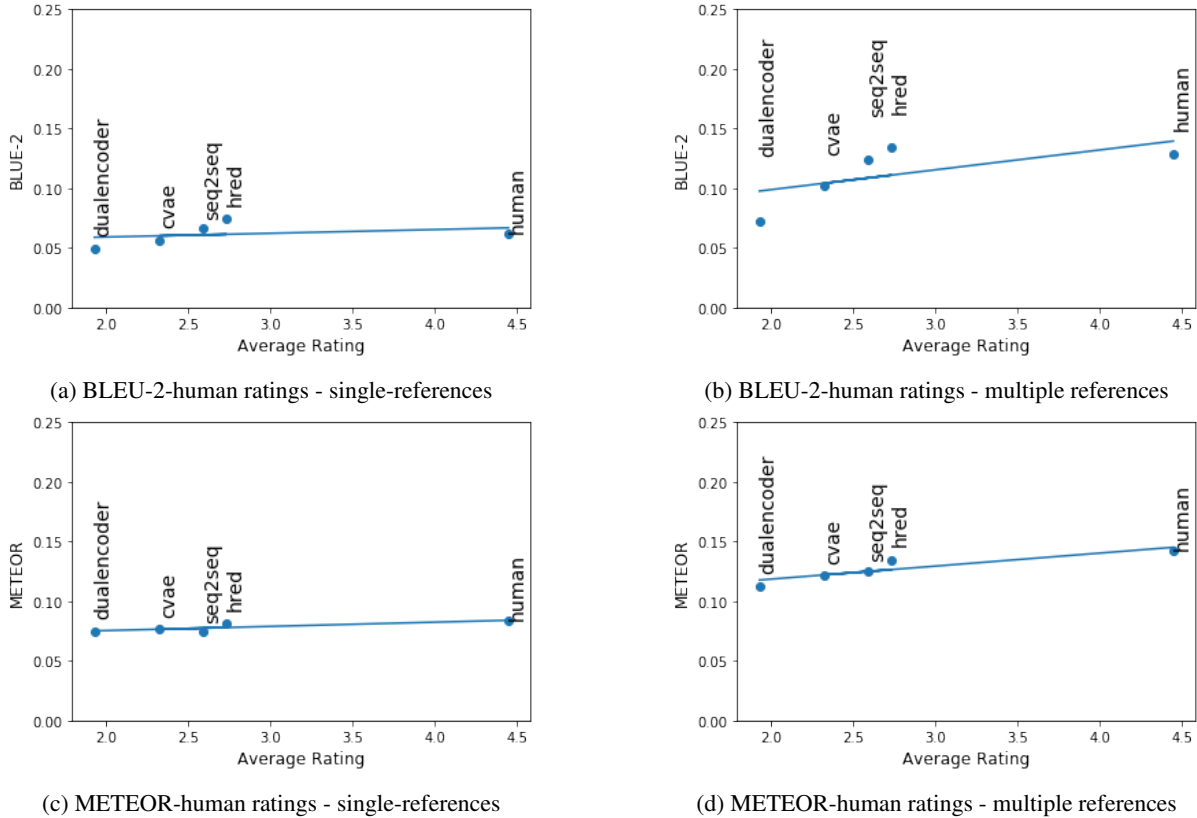 0.25
0.20
0.15
0.10
0.05
0.00
BLUE-2
dualencoder
cvae
seq2seq
hred
human
2.0 2.5 3.0 3.5 4.0 4.5
Average Rating
(a) BLEU-2-human ratings - single-references
0.25
0.20
0.15
0.10
0.05
0.00
BLUE-2
dualencoder
cvae
seq2seq
hred
human
2.0 2.5 3.0 3.5 4.0 4.5
Average Rating
(b) BLEU-2-human ratings - multiple references
0.25
0.20
0.15
0.10
0.05
0.00
METEOR
dualencoder
cvae
seq2seq
hred
human
2.0 2.5 3.0 3.5 4.0 4.5
Average Rating
(c) METEOR-human ratings - single-references
0.25
0.20
0.15
0.10
0.05
0.00
METEOR
dualencoder
cvae
seq2seq
hred
human
2.0 2.5 3.0 3.5 4.0 4.5
Average Rating
(d) METEOR-human ratings - multiple references